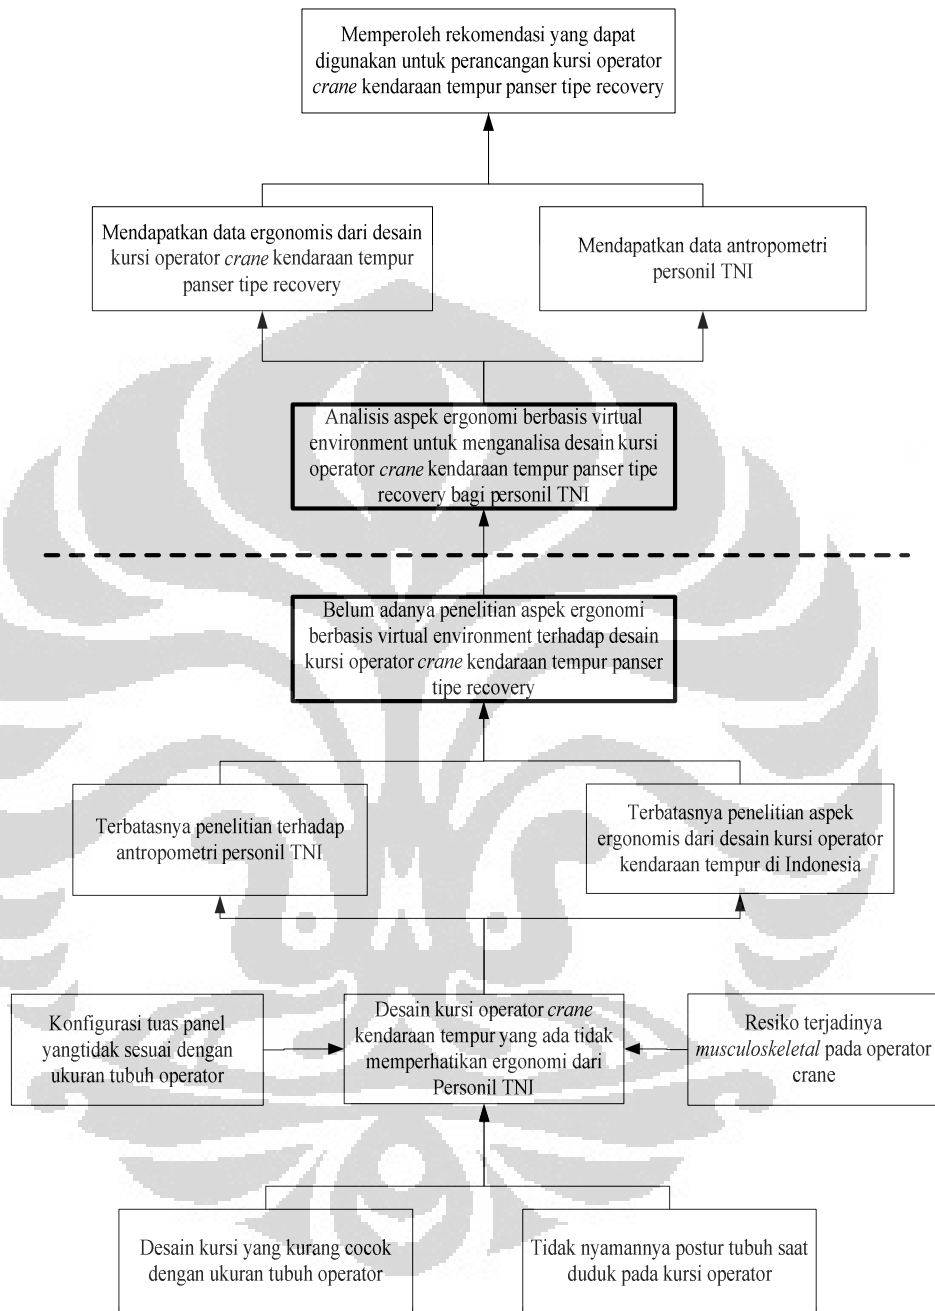 Memperoleh rekomendasi yang dapat
digunakan untuk perancangan kursi operator
crane kendaraan tempur panser tipe recovery
Mendapatkan data ergonomis dari desain
kursi operator crane kendaraan tempur
panser tipe recovery
Mendapatkan data antropometri
personil TNI
Analisis aspek ergonomi berbasis virtual
environment untuk menganalisa desain kursi
operator crane kendaraan tempur panser tipe
recovery bagi personil TNI
Belum adanya penelitian aspek ergonomi
berbasis virtual environment terhadap desain
kursi operator crane kendaraan tempur panser
tipe recovery
Terbatasnya penelitian terhadap
antropometri personil TNI
Terbatasnya penelitian aspek
ergonomis dari desain kursi operator
kendaraan tempur di Indonesia
Konfigurasi tuas panel
yangtidak sesuai dengan
ukuran tubuh operator
Desain kursi operator crane
kendaraan tempur yang ada tidak
memperhatikan ergonomi dari
Personil TNI
Resiko terjadinya
musculoskeletal pada operator
crane
Desain kursi yang kurang cocok
dengan ukuran tubuh operator
Tidak nyamannya postur tubuh saat
duduk pada kursi operator